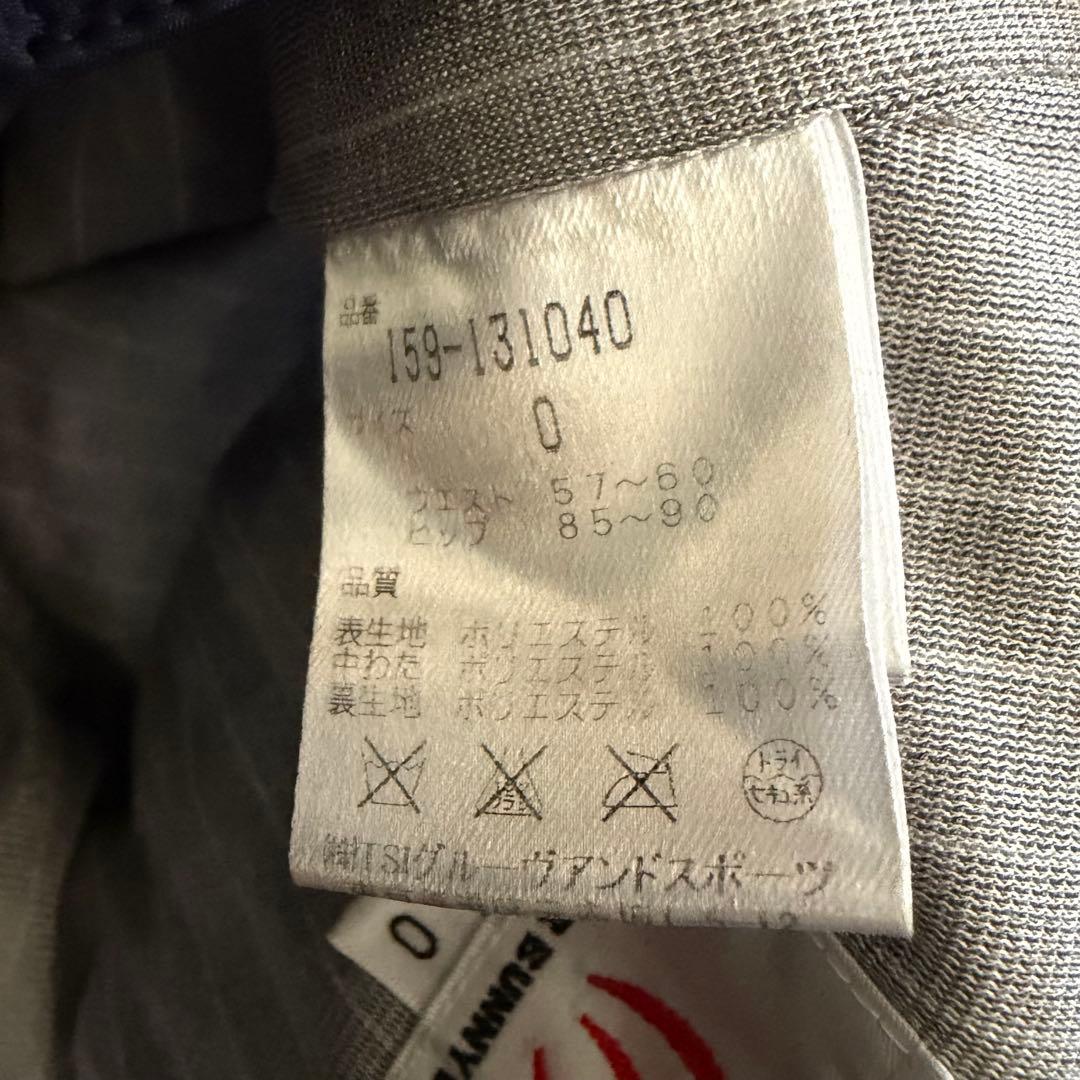 品番
159-131040
サイズ 0
ウエスト 57～60
ヒップ 85～90
品質
表生地 ポリエステル 100%
中わた ポリエステル 100%
裏生地 ポリエステル 100%
トライ
セキユ系
㈱TSIグルーヴアンドスポーツ
0